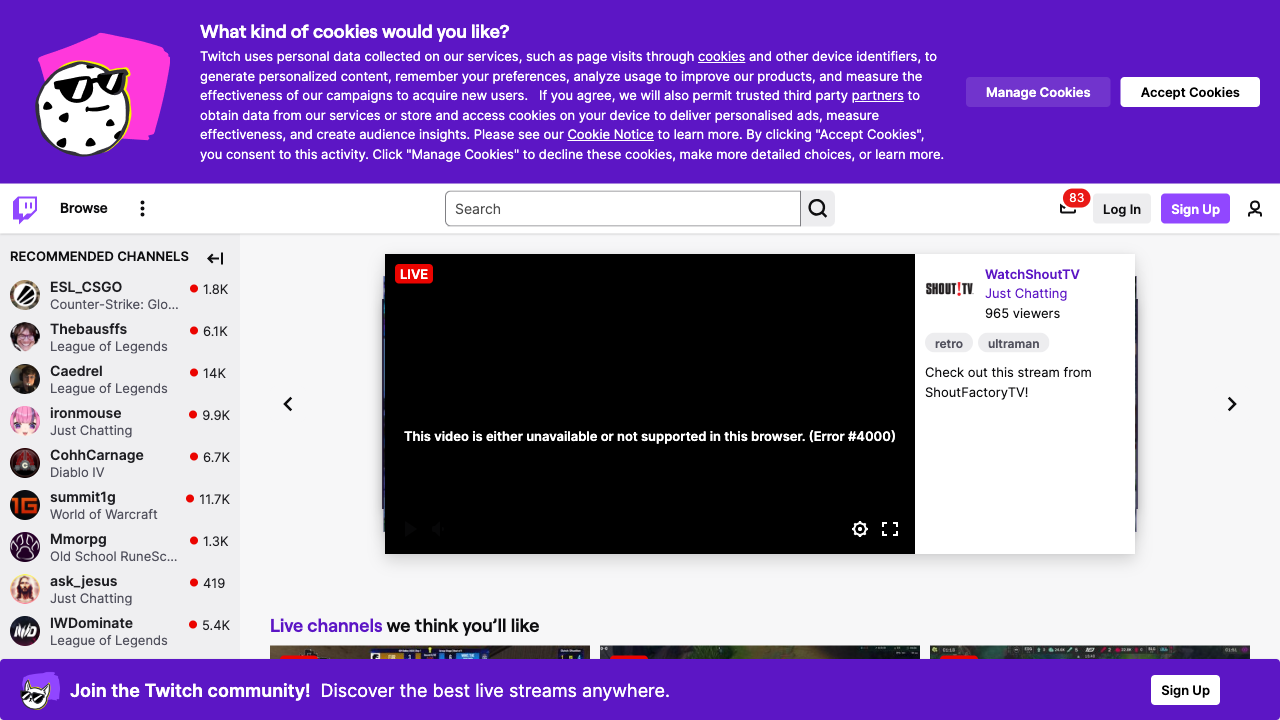 What kind of cookies would you like?
Twitch uses personal data collected on our services, such as page visits through cookies and other device identifiers, to
generate personalized content, remember your preferences, analyze usage to improve our products, and measure the
effectiveness of our campaigns to acquire new users. If you agree, we will also permit trusted third party partners to
obtain data from our services or store and access cookies on your device to deliver personalised ads, measure
effectiveness, and create audience insights. Please see our Cookie Notice to learn more. By clicking "Accept Cookies",
you consent to this activity. Click "Manage Cookies" to decline these cookies, make more detailed choices, or learn more.
Manage Cookies
Accept Cookies
Browse
Search
83
Log In
Sign Up
RECOMMENDED CHANNELS
ESL_CSGO
1.8K
Counter-Strike: Glo...
Thebausffs
6.1K
League of Legends
Caedrel
14K
League of Legends
ironmouse
9.9K
Just Chatting
CohhCarnage
6.7K
Diablo IV
summit1g
11.7K
World of Warcraft
Mmorpg
1.3K
Old School RuneSc...
ask_jesus
419
Just Chatting
IWDominate
5.4K
League of Legends
LIVE
This video is either unavailable or not supported in this browser. (Error #4000)
SHOUT!TV
WatchShoutTV
Just Chatting
965 viewers
retro
ultraman
Check out this stream from
ShoutFactoryTV!
Live channels we think you'll like
Join the Twitch community! Discover the best live streams anywhere.
Sign Up